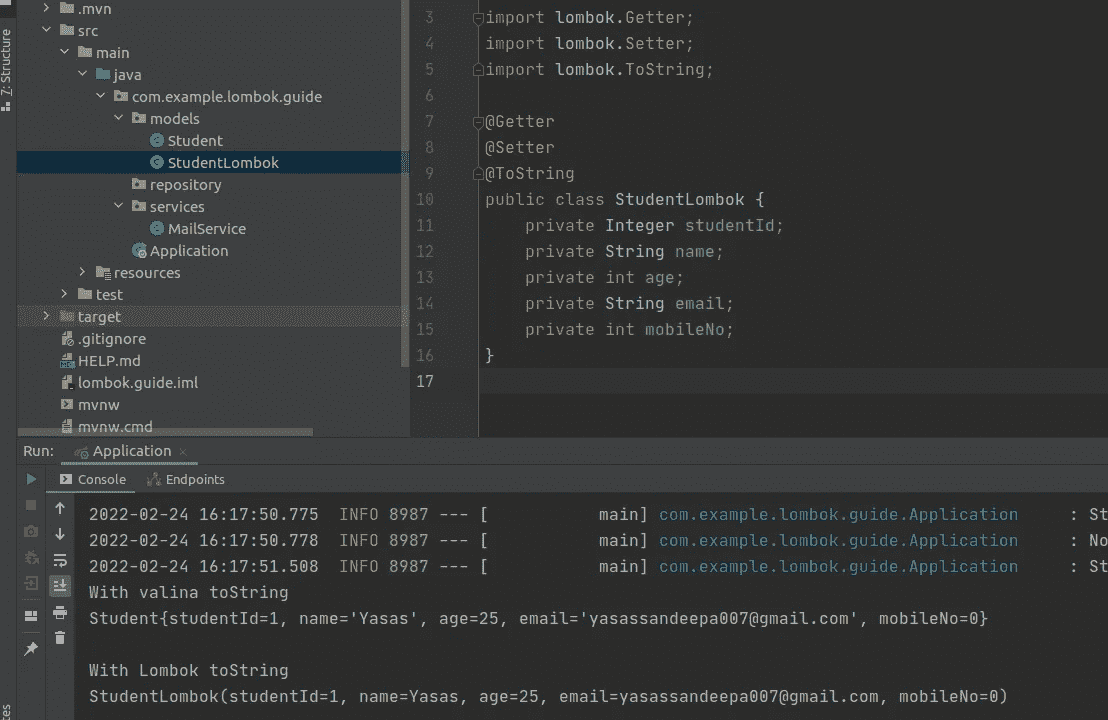 .mvn
src
main
java
com.example.lombok.guide
models
Student
StudentLombok
repository
services
MailService
Application
resources
test
target
.gitignore
HELP.md
lombok.guide.iml
mvnw
mvnw.cmd
Z: Structure
3 import lombok.Getter;
4 import lombok.Setter;
5 import lombok.ToString;
6
7 @Getter
8 @Setter
9 @ToString
10 public class StudentLombok {
11 private Integer studentId;
12 private String name;
13 private int age;
14 private String email;
15 private int mobileNo;
16 }
17
Run: Application
Console Endpoints
2022-02-24 16:17:50.775 INFO 8987 --- [ main] com.example.lombok.guide.Application : St
2022-02-24 16:17:50.778 INFO 8987 --- [ main] com.example.lombok.guide.Application : No
2022-02-24 16:17:51.508 INFO 8987 --- [ main] com.example.lombok.guide.Application : St
With valina toString
Student{studentId=1, name='Yasas', age=25, email='yasassandeepa007@gmail.com', mobileNo=0}
With Lombok toString
StudentLombok(studentId=1, name=Yasas, age=25, email=yasassandeepa007@gmail.com, mobileNo=0)